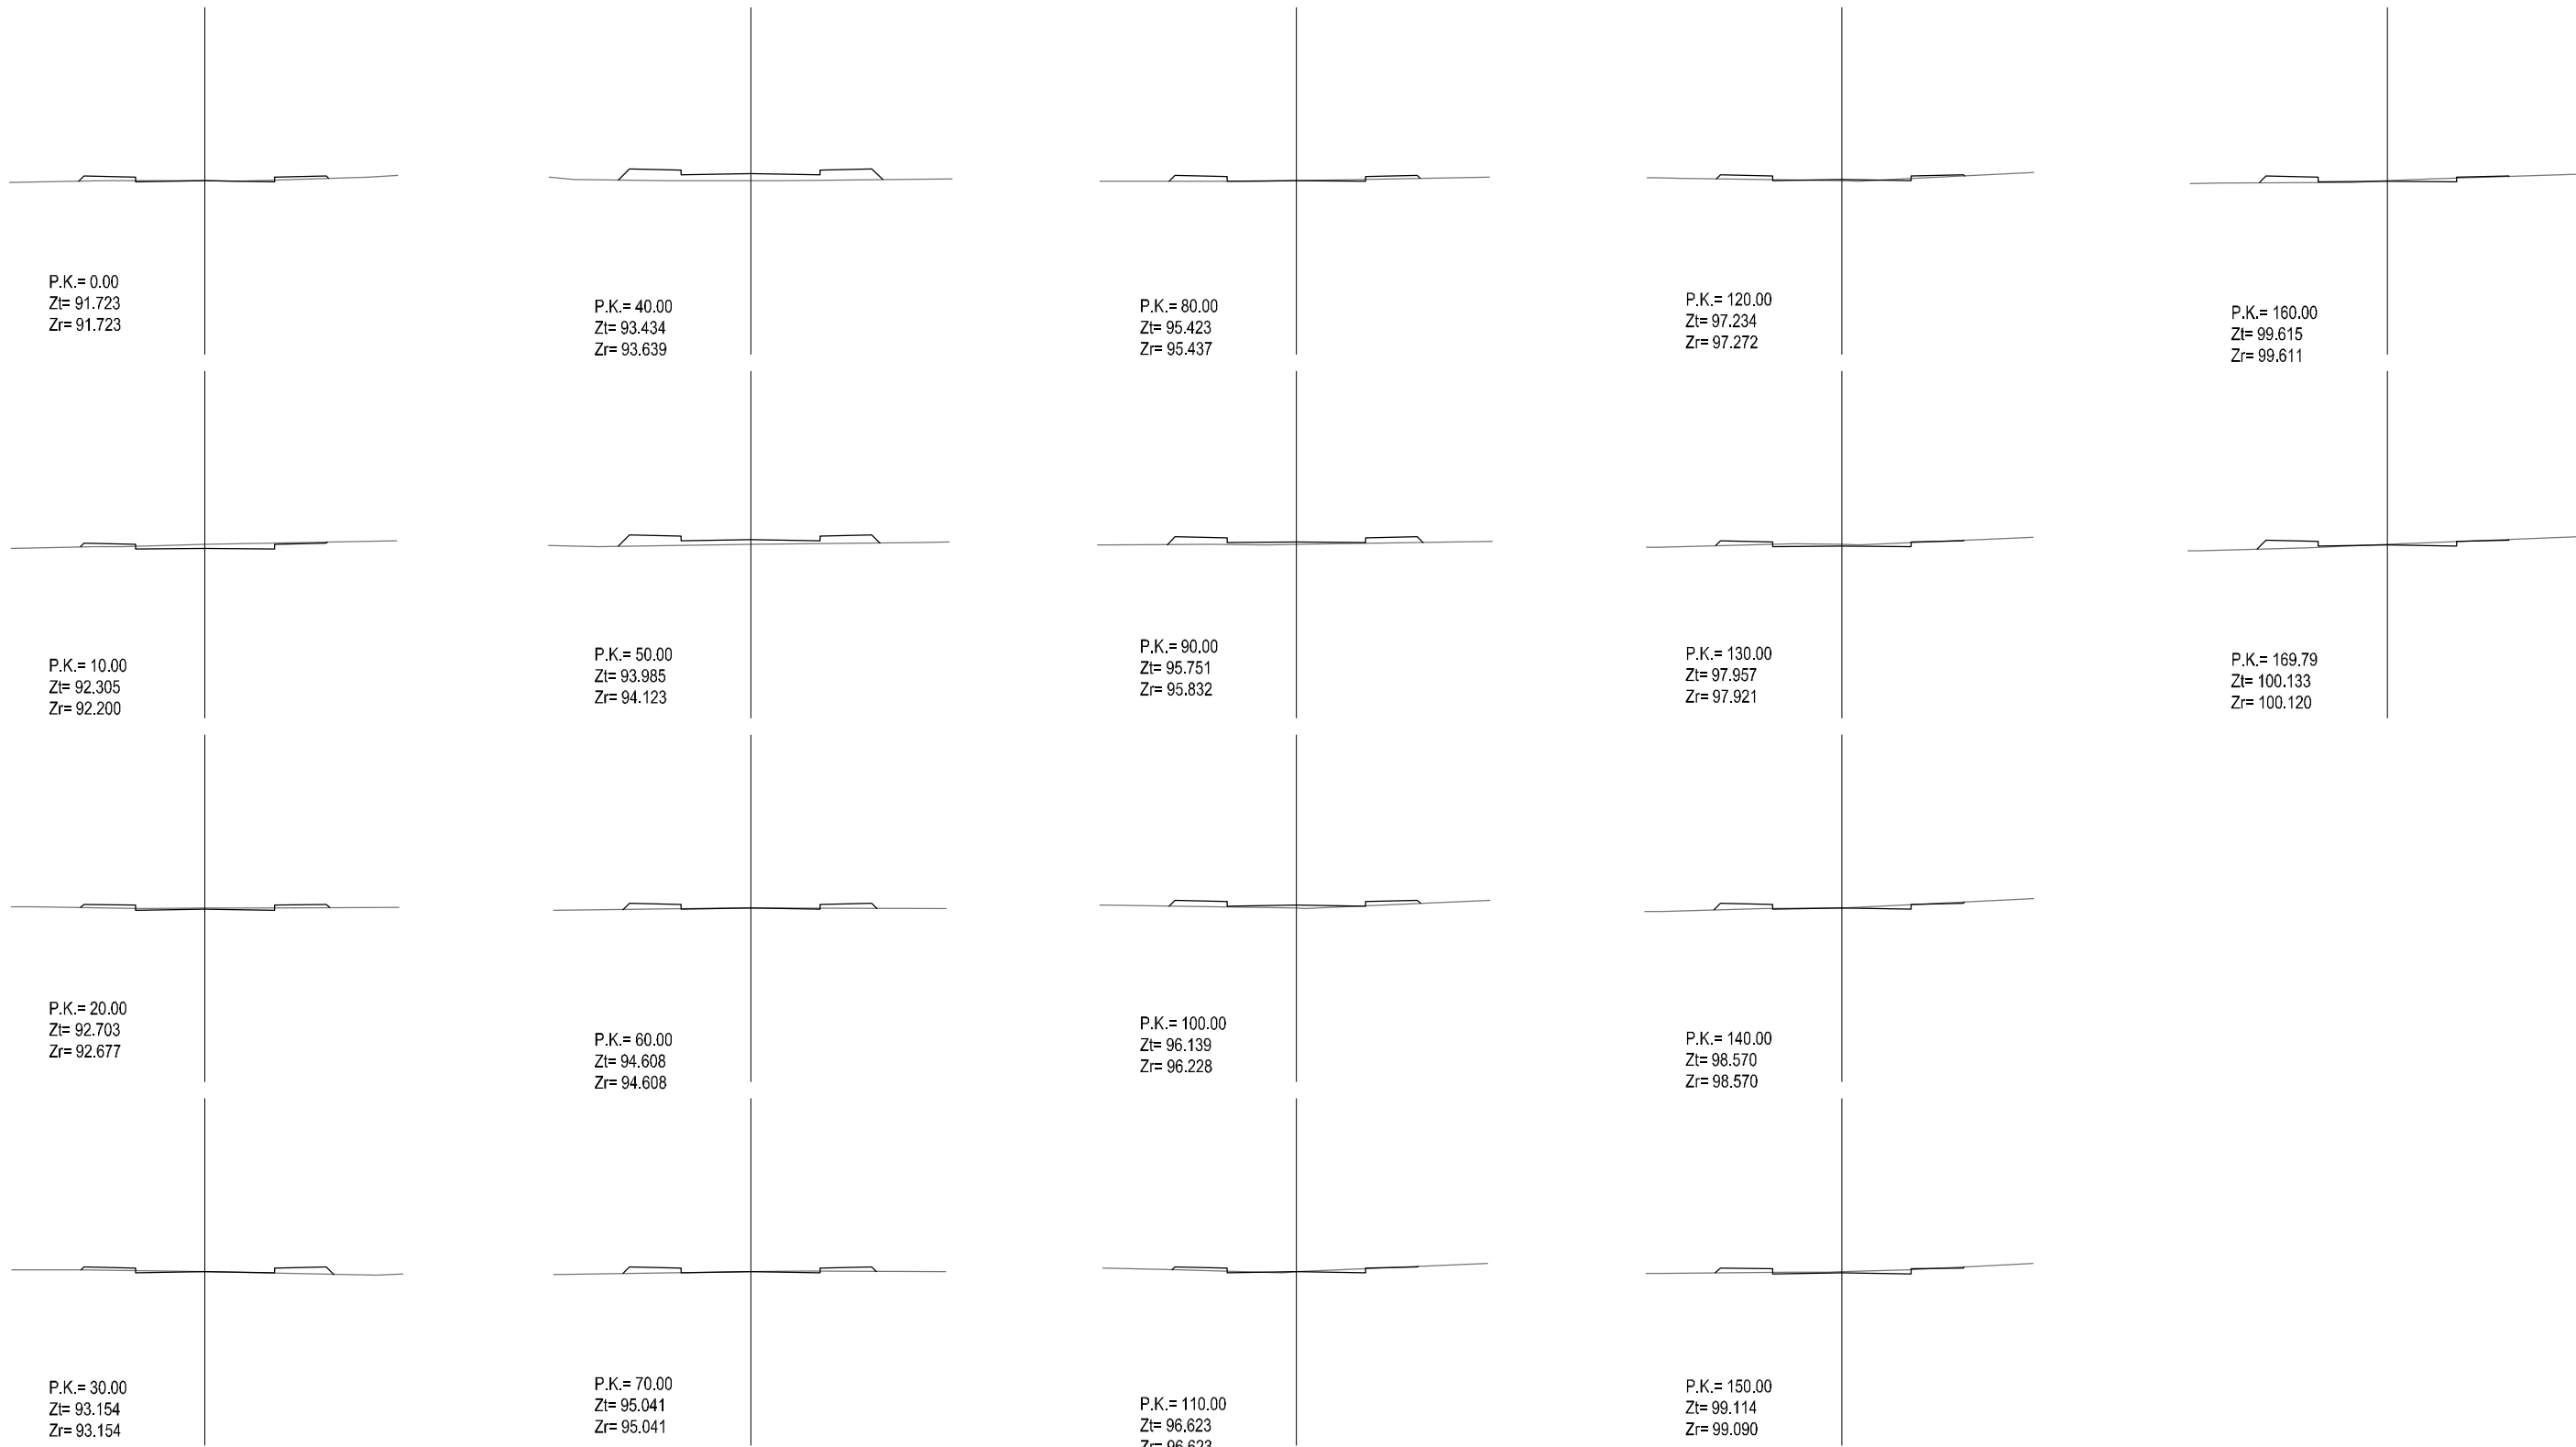 P.K.= 0.00
Zt= 91.723
Zr= 91.723
P.K.= 10.00
Zt= 92.305
Zr= 92.200
P.K.= 20.00
Zt= 92.703
Zr= 92.677
P.K.= 30.00
Zt= 93.154
Zr= 93.154
P.K.= 40.00
Zt= 93.434
Zr= 93.639
P.K.= 50.00
Zt= 93.985
Zr= 94.123
P.K.= 60.00
Zt= 94.608
Zr= 94.608
P.K.= 70.00
Zt= 95.041
Zr= 95.041
P.K.= 80.00
Zt= 95.423
Zr= 95.437
P.K.= 90.00
Zt= 95.751
Zr= 95.832
P.K.= 100.00
Zt= 96.139
Zr= 96.228
P.K.= 110.00
Zt= 96.623
Zr= 96.623
P.K.= 120.00
Zt= 97.234
Zr= 97.272
P.K.= 130.00
Zt= 97.957
Zr= 97.921
P.K.= 140.00
Zt= 98.570
Zr= 98.570
P.K.= 150.00
Zt= 99.114
Zr= 99.090
P.K.= 160.00
Zt= 99.615
Zr= 99.611
P.K.= 169.79
Zt= 100.133
Zr= 100.120